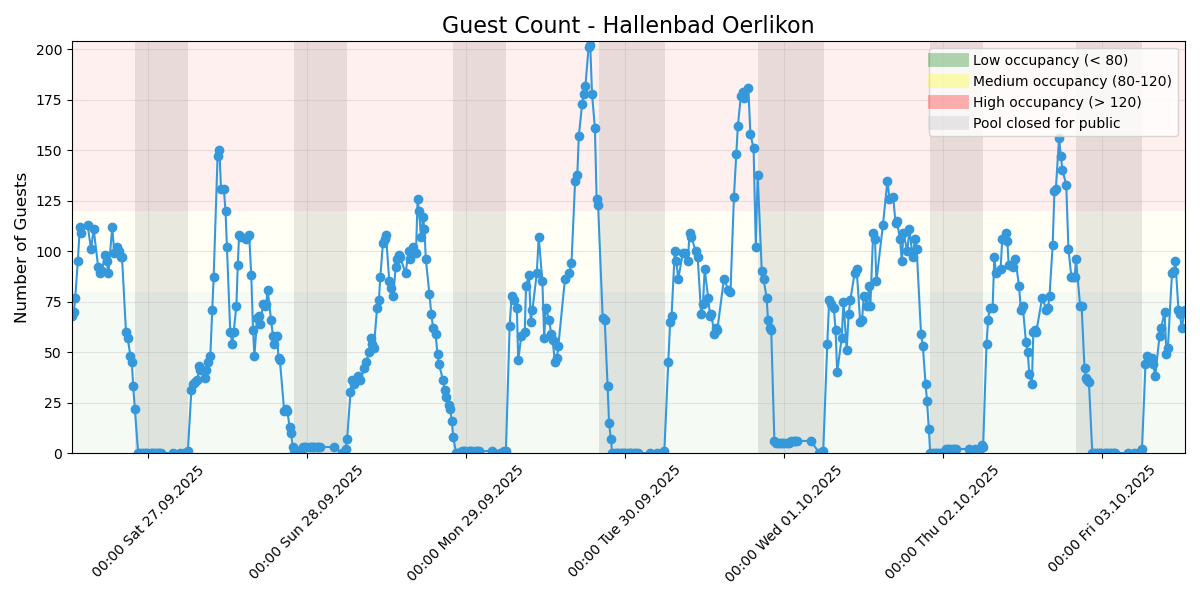 Guest Count - Hallenbad Oerlikon
Number of Guests
200
175
150
125
100
75
50
25
0
Low occupancy (< 80)
Medium occupancy (80-120)
High occupancy (> 120)
Pool closed for public
00:00 Sat 27.09.2025
00:00 Sun 28.09.2025
00:00 Mon 29.09.2025
00:00 Tue 30.09.2025
00:00 Wed 01.10.2025
00:00 Thu 02.10.2025
00:00 Fri 03.10.2025